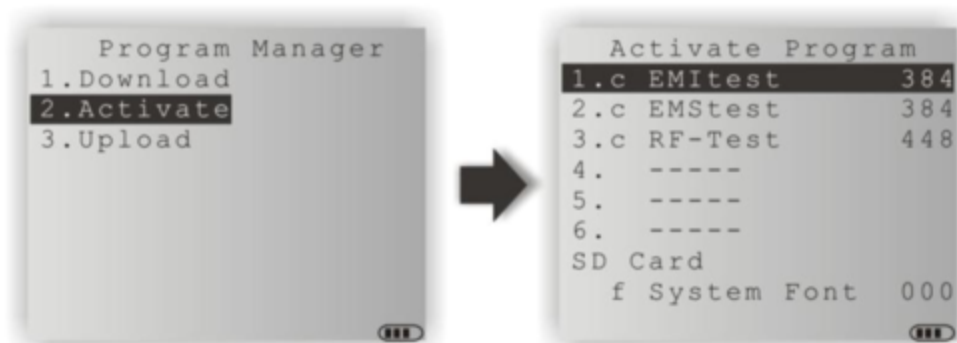 Program Manager
1.Download
2.Activate
3.Upload
Activate Program
1.c EMItest 384
2.c EMStest 384
3.c RF-Test 448
4. -----
5. -----
6. -----
SD Card
f System Font 000